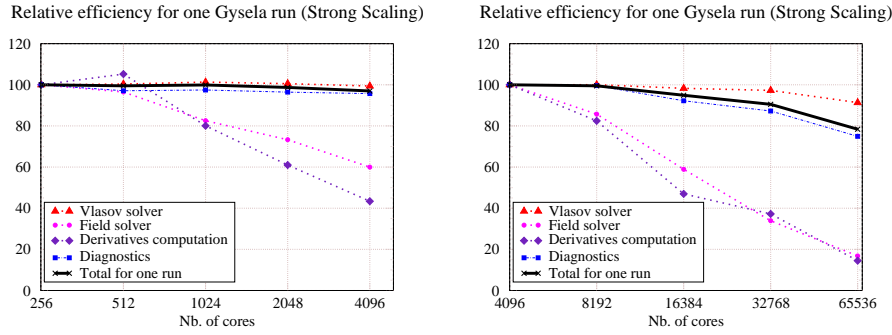 Relative efficiency for one Gysela run (Strong Scaling)
120
100
80
60
40
20
0
Vlasov solver
Field solver
Derivatives computation
Diagnostics
Total for one run
256 512 1024 2048 4096
Nb. of cores
Relative efficiency for one Gysela run (Strong Scaling)
120
100
80
60
40
20
0
Vlasov solver
Field solver
Derivatives computation
Diagnostics
Total for one run
4096 8192 16384 32768 65536
Nb. of cores